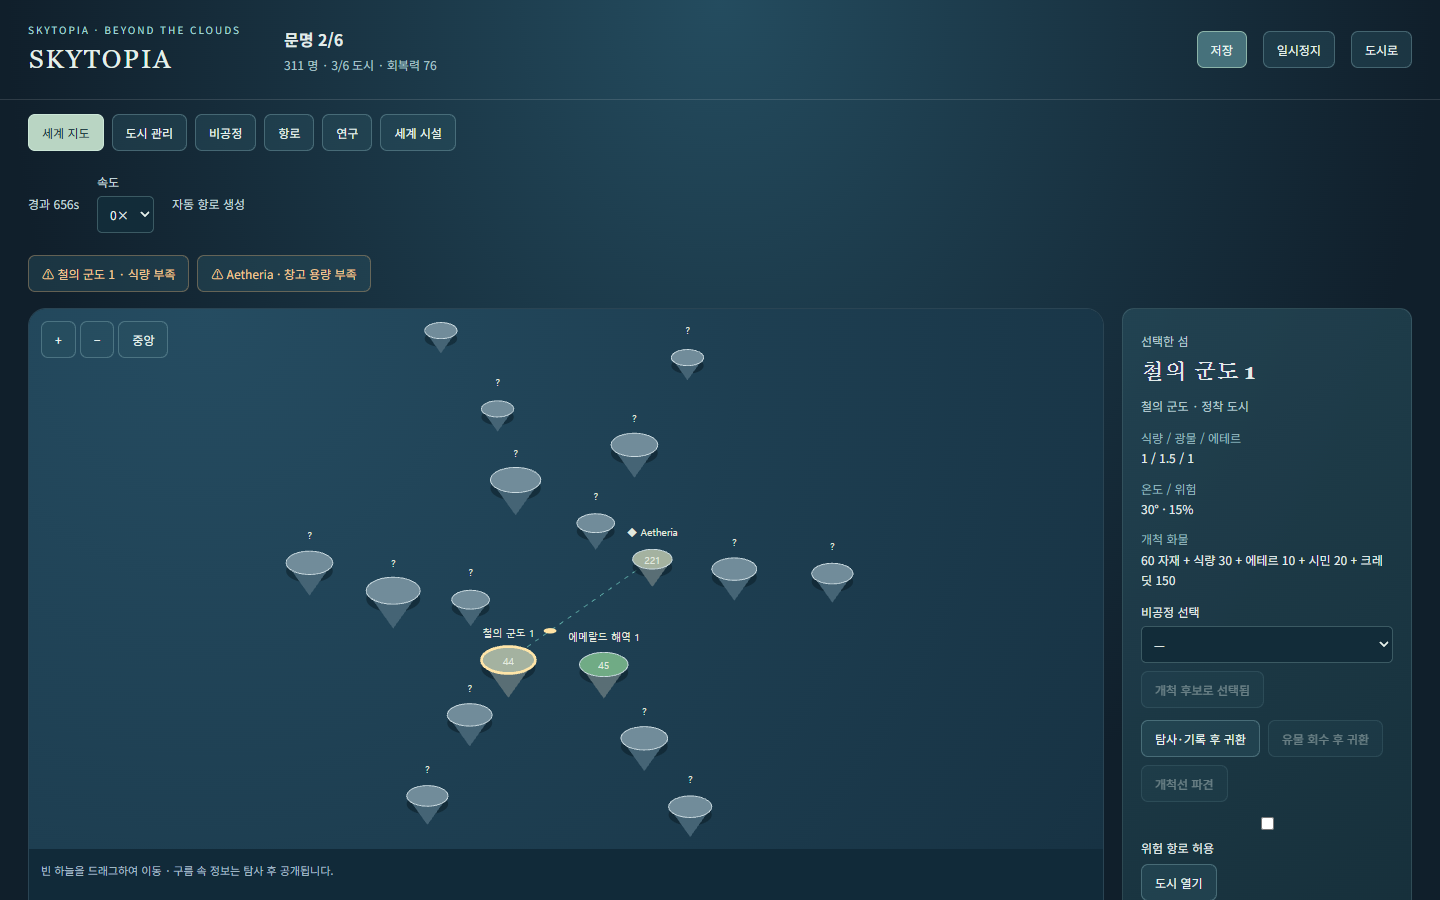 SKYTOPIA · BEYOND THE CLOUDS
SKYTOPIA
문명 2/6
311 명 · 3/6 도시 · 회복력 76
저장
일시정지
도시로
세계 지도
도시 관리
비공정
항로
연구
세계 시설
경과 656s
속도
0×
자동 항로 생성
⚠ 철의 군도 1 · 식량 부족
⚠ Aetheria · 창고 용량 부족
+
−
중앙
?
?
?
?
?
◆ Aetheria
221
?
?
?
?
?
철의 군도 1
44
에메랄드 해역 1
45
?
?
?
?
빈 하늘을 드래그하여 이동 · 구름 속 정보는 탐사 후 공개됩니다.
선택한 섬
철의 군도 1
철의 군도 · 정착 도시
식량 / 광물 / 에테르
1 / 1.5 / 1
온도 / 위험
30° · 15%
개척 화물
60 자재 + 식량 30 + 에테르 10 + 시민 20 + 크레
딧 150
비공정 선택
—
개척 후보로 선택됨
탐사·기록 후 귀환
유물 회수 후 귀환
개척선 파견
위험 항로 허용
도시 열기